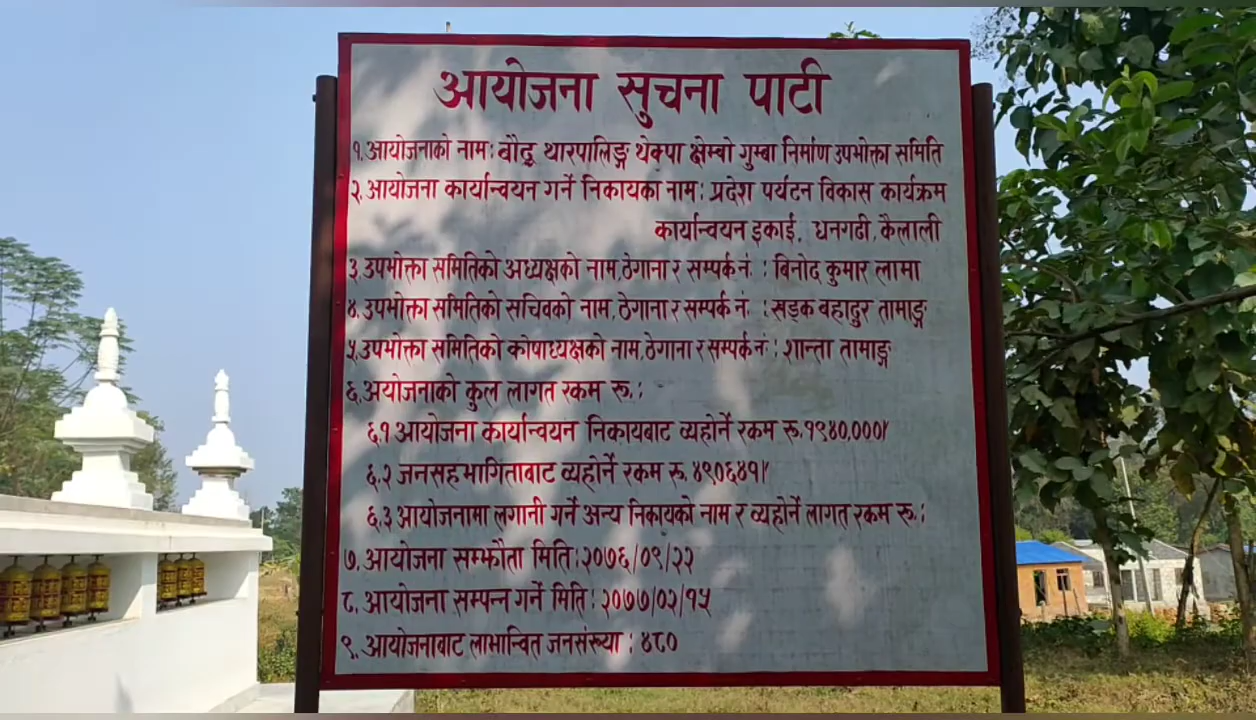 आयोजना सुचना पाटी
१. आयोजनाको नाम: बौद्ध थारपालिङ्ग थेक्पा क्षेम्बो गुम्बा निर्माण उपभोक्ता समिति
२. आयोजना कार्यान्वयन गर्ने निकायका नाम: प्रदेश पर्यटन विकास कार्यक्रम
कार्यान्वयन इकाई, धनगढी, कैलाली
३. उपभोक्ता समितिको अध्यक्षको नाम, ठेगाना र सम्पर्क नं : बिनोद कुमार लामा
४. उपभोक्ता समितिको सचिवको नाम, ठेगाना र सम्पर्क नं : खडक बहादुर तामाङ्ग
५. उपभोक्ता समितिको कोषाध्यक्षको नाम, ठेगाना र सम्पर्क नं : शान्ता तामाङ्ग
६. अयोजनाको कुल लागत रकम रू. :
६.१ आयोजना कार्यान्वयन निकायबाट व्यहोर्ने रकम रू. १९४०,०००/
६.२ जनसहभागिताबाट व्यहोर्ने रकम रू. ४९०६४१/
६.३ आयोजनामा लगानी गर्ने अन्य निकायको नाम र व्यहोर्ने लागत रकम रू. :
७. आयोजना सम्झौता मिति : २०७६/०९/२२
८. आयोजना सम्पन्न गर्ने मिति : २०७७/०२/१५
९. आयोजनाबाट लाभान्वित जनसंख्या : ४८०